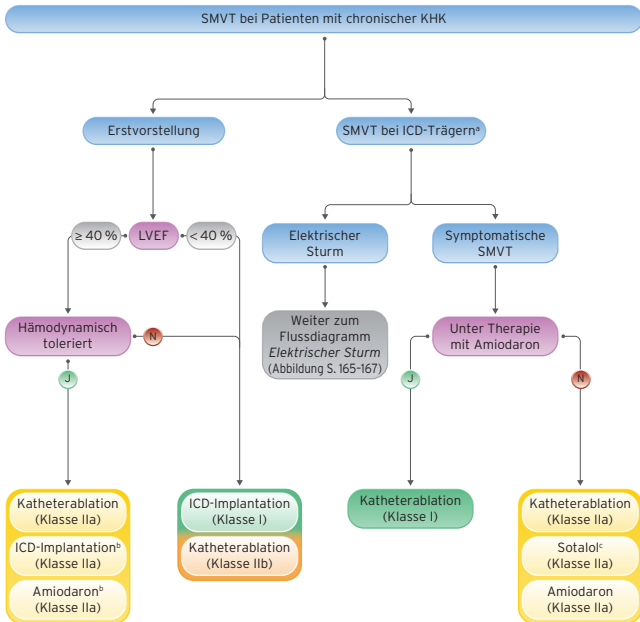 SMVT bei Patienten mit chronischer KHK
Erstvorstellung
SMVT bei ICD-Trägernᵃ
≥ 40 %
LVEF
< 40 %
Elektrischer
Sturm
Symptomatische
SMVT
Hämodynamisch
toleriert
N
J
Weiter zum
Flussdiagramm
Elektrischer Sturm
(Abbildung S. 165-167)
Unter Therapie
mit Amiodaron
J
N
Katheterablation
(Klasse IIa)
ICD-Implantationᵇ
(Klasse IIa)
Amiodaronᵇ
(Klasse IIa)
ICD-Implantation
(Klasse I)
Katheterablation
(Klasse IIb)
Katheterablation
(Klasse I)
Katheterablation
(Klasse IIa)
Sotalolᶜ
(Klasse IIa)
Amiodaron
(Klasse IIa)